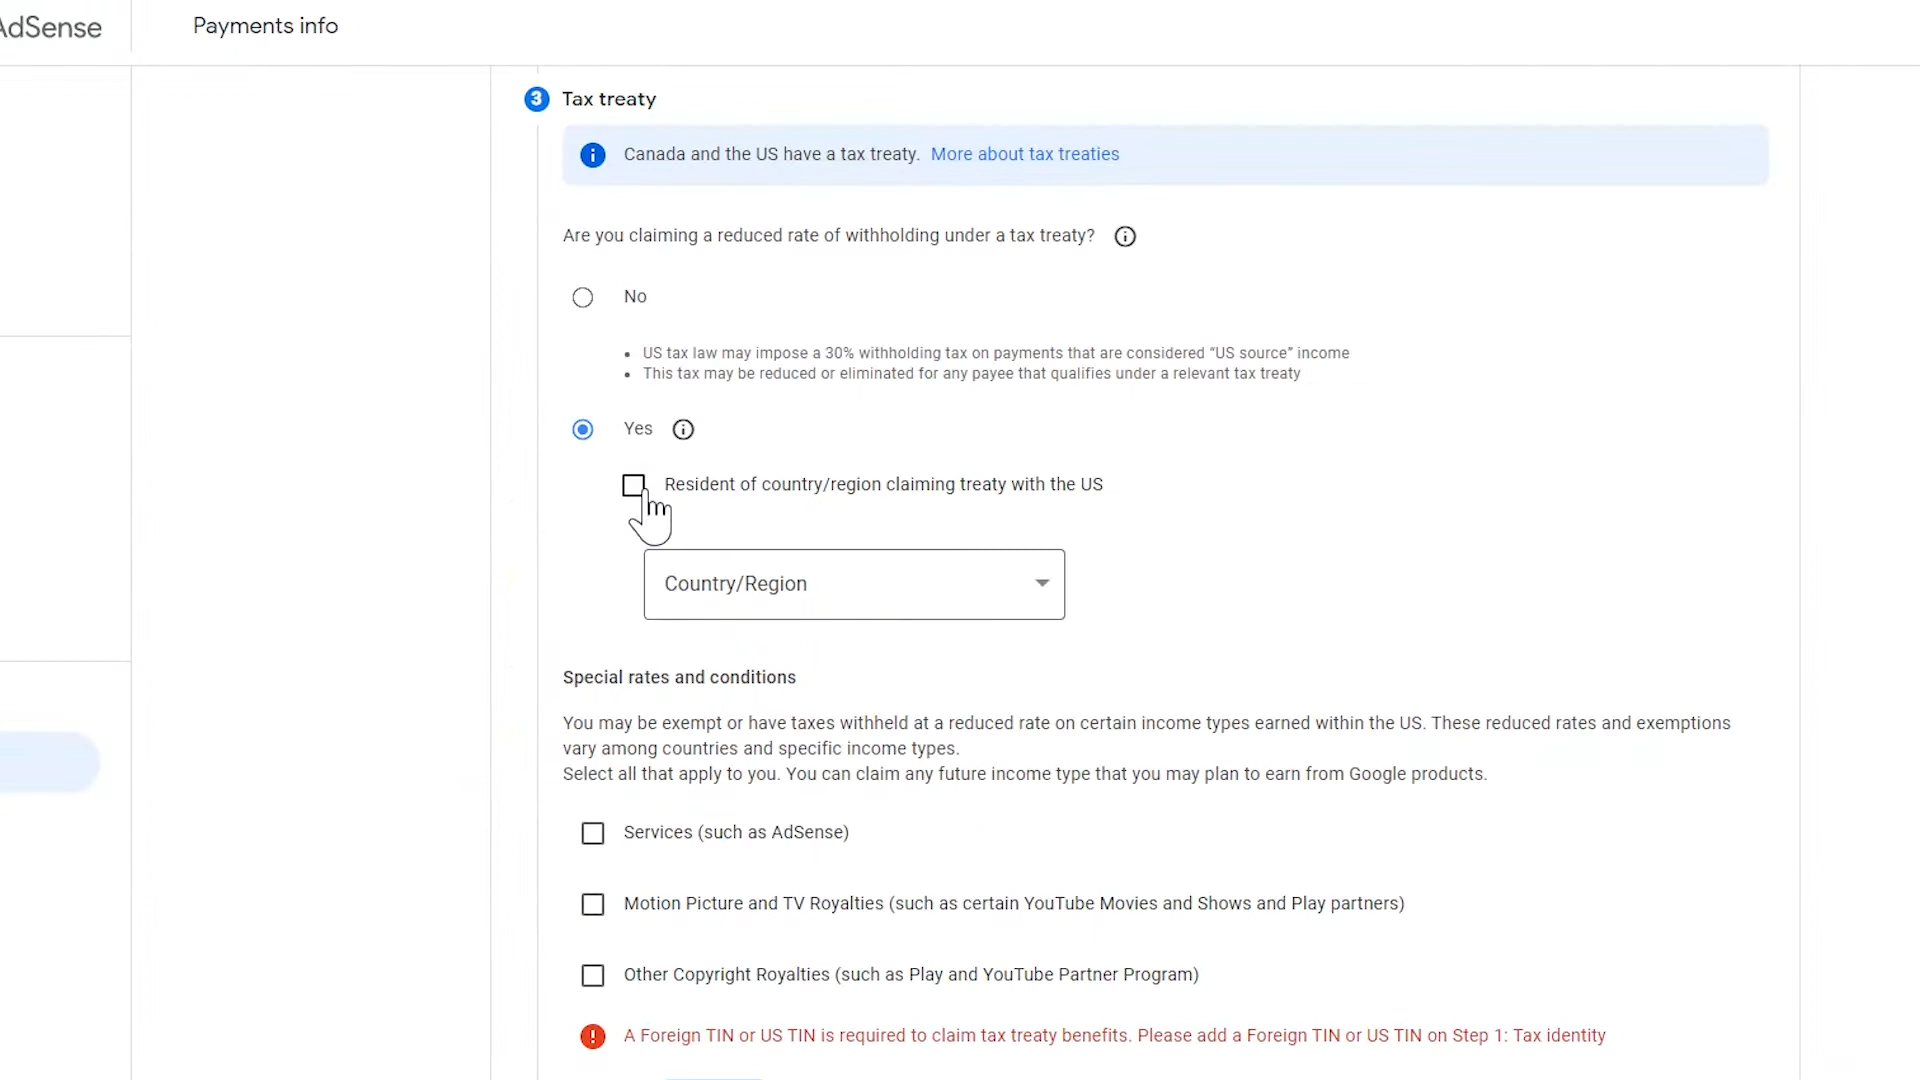 AdSense
Payments info
3 Tax treaty
Canada and the US have a tax treaty. More about tax treaties
Are you claiming a reduced rate of withholding under a tax treaty?
No
• US tax law may impose a 30% withholding tax on payments that are considered “US source” income
• This tax may be reduced or eliminated for any payee that qualifies under a relevant tax treaty
Yes
Resident of country/region claiming treaty with the US
Country/Region
Special rates and conditions
You may be exempt or have taxes withheld at a reduced rate on certain income types earned within the US. These reduced rates and exemptions
vary among countries and specific income types.
Select all that apply to you. You can claim any future income type that you may plan to earn from Google products.
Services (such as AdSense)
Motion Picture and TV Royalties (such as certain YouTube Movies and Shows and Play partners)
Other Copyright Royalties (such as Play and YouTube Partner Program)
A Foreign TIN or US TIN is required to claim tax treaty benefits. Please add a Foreign TIN or US TIN on Step 1: Tax identity